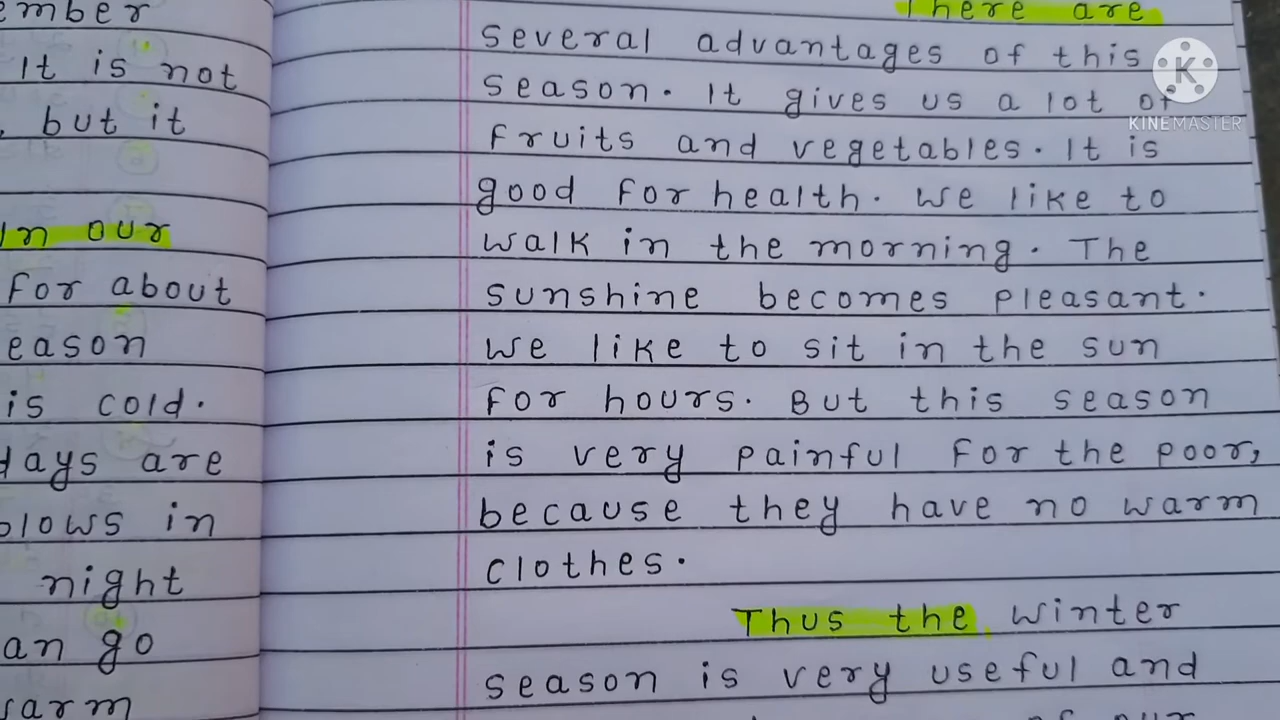 ember
It is not
, but it
In our
for about
eason
is cold.
days are
blows in
night
an go
warm
There are
several advantages of this
season. It gives us a lot of
fruits and vegetables. It is
good for health. We like to
walk in the morning. The
sunshine becomes pleasant.
We like to sit in the sun
for hours. But this season
is very painful for the poor,
because they have no warm
clothes.
Thus the winter
season is very useful and
of our
KINEMASTER